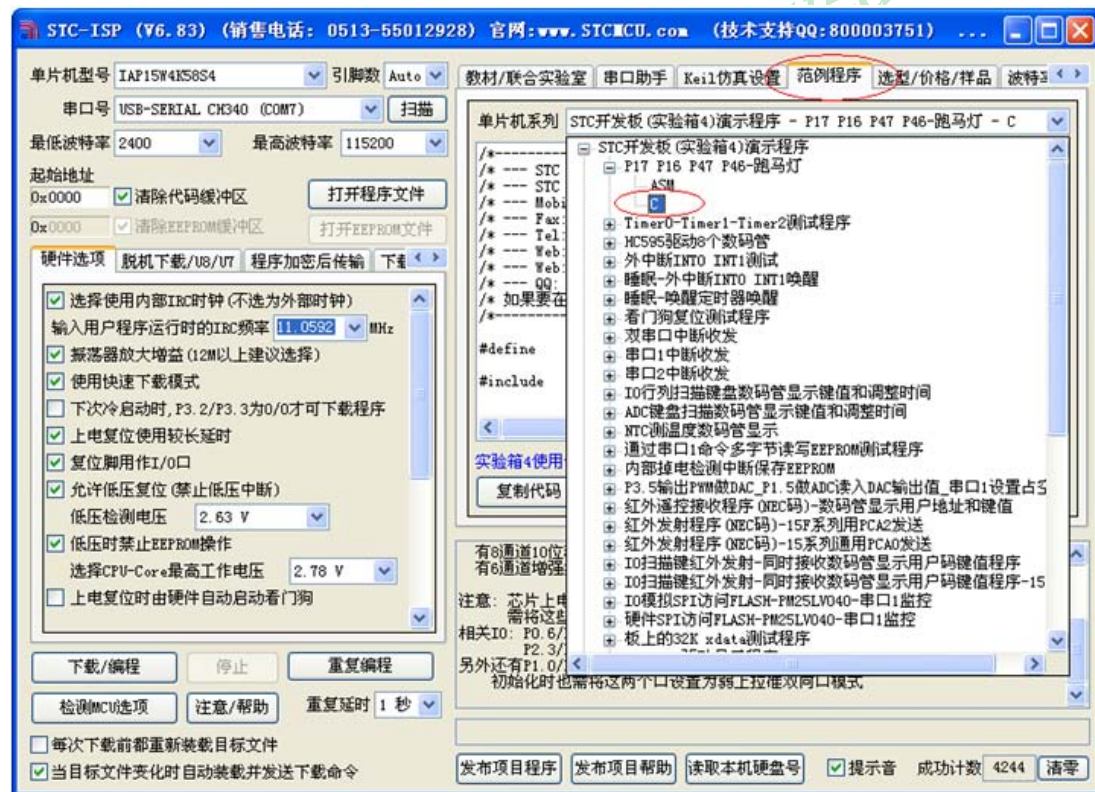 STC-ISP (V6.83) (销售电话: 0513-55012928) 官网:www.STCMCU.com (技术支持QQ:800003751) ...
单片机型号 IAP15W4K58S4 引脚数 Auto
串口号 USB-SERIAL CH340 (COM7) 扫描
最低波特率 2400 最高波特率 115200
起始地址
0x0000 清除代码缓冲区 打开程序文件
0x0000 清除EEPROM缓冲区 打开EEPROM文件
硬件选项 脱机下载/U8/U7 程序加密后传输
选择使用内部IRC时钟(不选为外部时钟)
输入用户程序运行时的IRC频率 11.0592 MHz
振荡器放大增益(12M以上建议选择)
使用快速下载模式
下次冷启动时,P3.2/P3.3为0/0才可下载程序
上电复位使用较长延时
复位脚用作I/O口
允许低压复位(禁止低压中断)
低压检测电压 2.63 V
低压时禁止EEPROM操作
选择CPU-Core最高工作电压 2.78 V
上电复位时由硬件自动启动看门狗
下载/编程 停止 重复编程
检测MCU选项 注意/帮助 重复延时 1 秒
每次下载前都重新装载目标文件
当目标文件变化时自动装载并发送下载命令
教材/联合实验室 串口助手 Keil仿真设置 范例程序 选型/价格/样品 波特
单片机系列 STC开发板(实验箱4)演示程序 - P17 P16 P47 P46-跑马灯 - C
/*----------
/* --- STC
/* --- STC
/* --- Mobi
/* --- Fax:
/* --- Tel:
/* --- Web:
/* --- Web:
/* --- QQ:
/* 如果要在
/*----------
#define
#include
实验箱4使用
复制代码
STC开发板(实验箱4)演示程序
P17 P16 P47 P46-跑马灯
ASM
C
Timer0-Timer1-Timer2测试程序
HC595驱动8个数码管
外中断INT0 INT1测试
睡眠-外中断INT0 INT1唤醒
睡眠-唤醒定时器唤醒
看门狗复位测试程序
双串口中断收发
串口1中断收发
串口2中断收发
IO行列扫描键盘数码管显示键值和调整时间
ADC键盘扫描数码管显示键值和调整时间
NTC测温度数码管显示
通过串口1命令多字节读写EEPROM测试程序
内部掉电检测中断保存EEPROM
P3.5输出PWM做DAC_P1.5做ADC读入DAC输出值_串口1设置占空
红外遥控接收程序(NEC码)-数码管显示用户地址和键值
红外发射程序(NEC码)-15F系列用PCA2发送
红外发射程序(NEC码)-15系列通用PCA0发送
IO扫描键红外发射-同时接收数码管显示用户码键值程序
IO扫描键红外发射-同时接收数码管显示用户码键值程序-15
IO模拟SPI访问FLASH-PM25LV040-串口1监控
硬件SPI访问FLASH-PM25LV040-串口1监控
板上的32K xdata测试程序
有8通道10位
有6通道增强
注意: 芯片上电
需将这些
相关IO: P0.6/
P2.3/
另外还有P1.0/
初始化时也需将这两个口设置为弱上拉准双向口模式
发布项目程序 发布项目帮助 读取本机硬盘号 提示音 成功计数 4244 清零